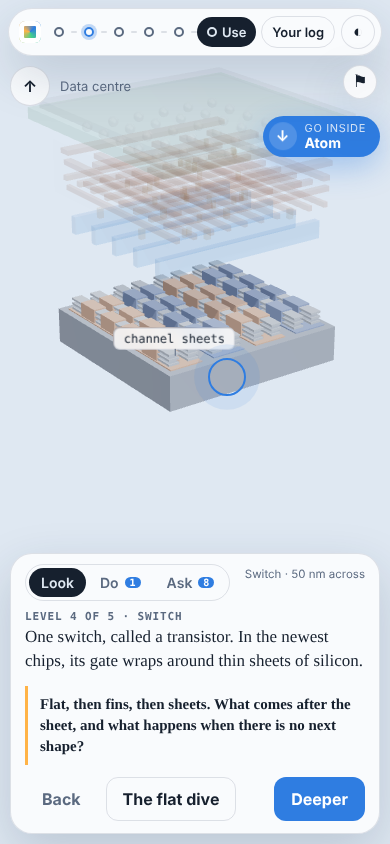 Use
Your log
Data centre
GO INSIDE
Atom
channel sheets
Look
Do 1
Ask 8
Switch · 50 nm across
LEVEL 4 OF 5 · SWITCH
One switch, called a transistor. In the newest
chips, its gate wraps around thin sheets of silicon.
Flat, then fins, then sheets. What comes after the
sheet, and what happens when there is no next
shape?
Back
The flat dive
Deeper